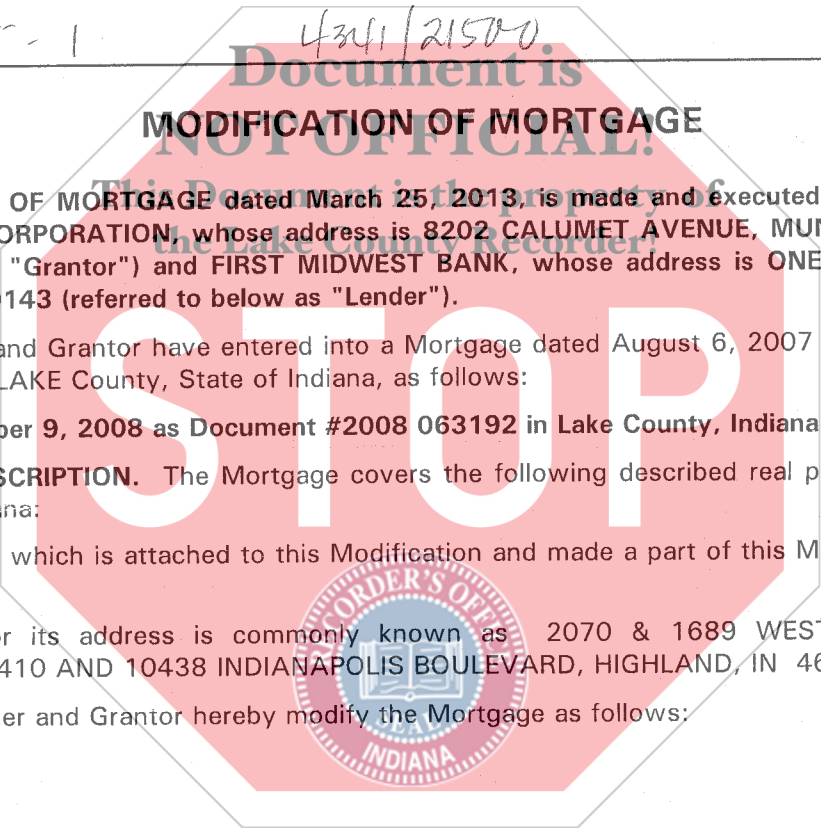 - 1 4341/21500
Document is
MODIFICATION OF MORTGAGE
NOT OFFICIAL!
This Document is the property of
the Lake County Recorder!
OF MORTGAGE dated March 25, 2013, is made and executed
ORPORATION, whose address is 8202 CALUMET AVENUE, MUN
"Grantor") and FIRST MIDWEST BANK, whose address is ONE
143 (referred to below as "Lender").
and Grantor have entered into a Mortgage dated August 6, 2007
LAKE County, State of Indiana, as follows:
ber 9, 2008 as Document #2008 063192 in Lake County, Indiana
STOP
SCRIPTION. The Mortgage covers the following described real p
ana:
which is attached to this Modification and made a part of this M
r its address is commonly known as 2070 & 1689 WEST
410 AND 10438 INDIANAPOLIS BOULEVARD, HIGHLAND, IN 46
er and Grantor hereby modify the Mortgage as follows:
RECORDER'S OFFICE
SEAL
INDIANA